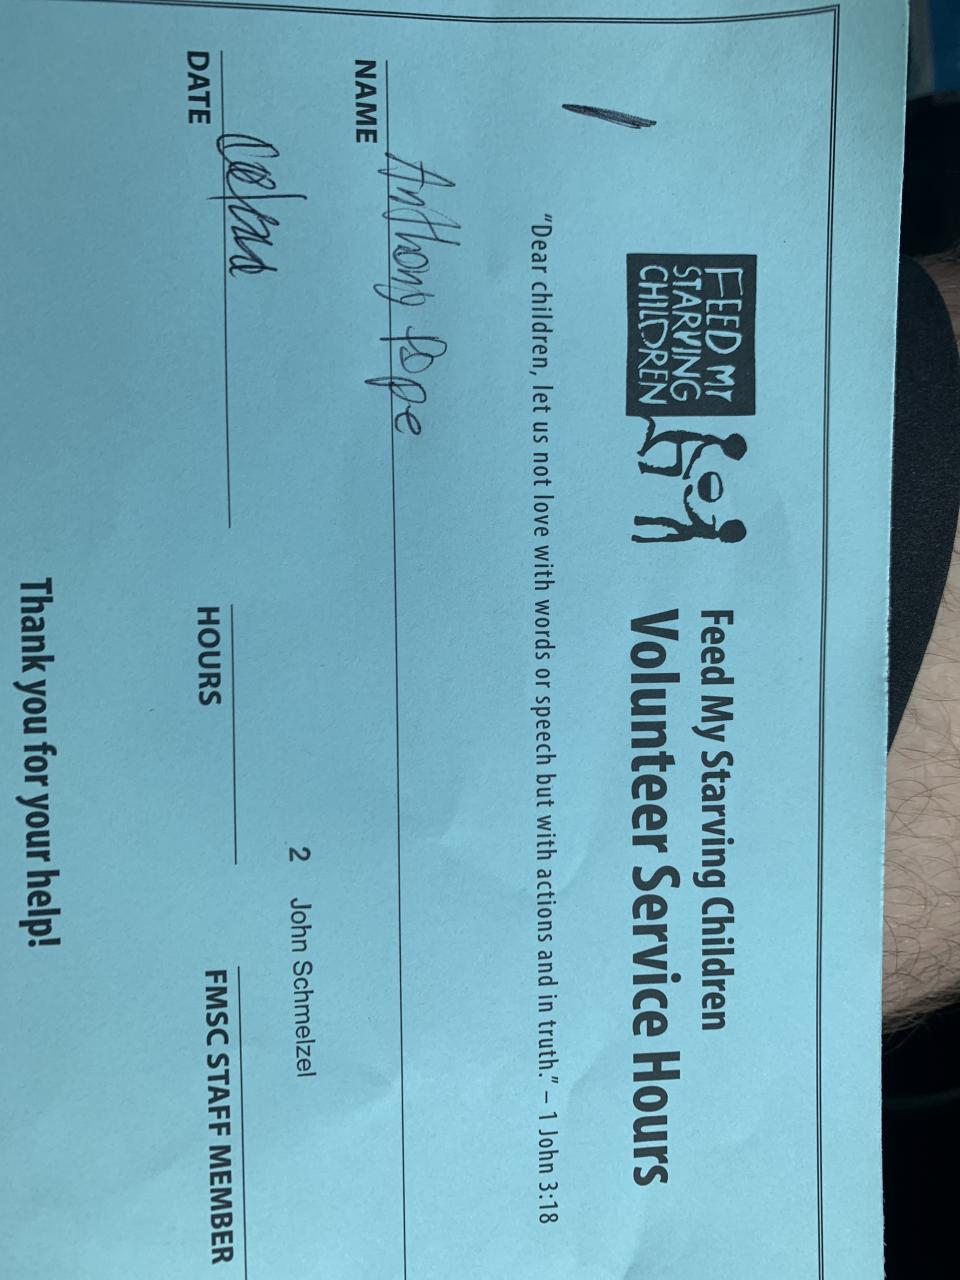 FEED MY
STARVING
CHILDREN
Feed My Starving Children
Volunteer Service Hours
"Dear children, let us not love with words or speech but with actions and in truth." – 1 John 3:18
Anthony Pope
NAME
2 John Schmelzel
DATE HOURS FMSC STAFF MEMBER
Thank you for your help!